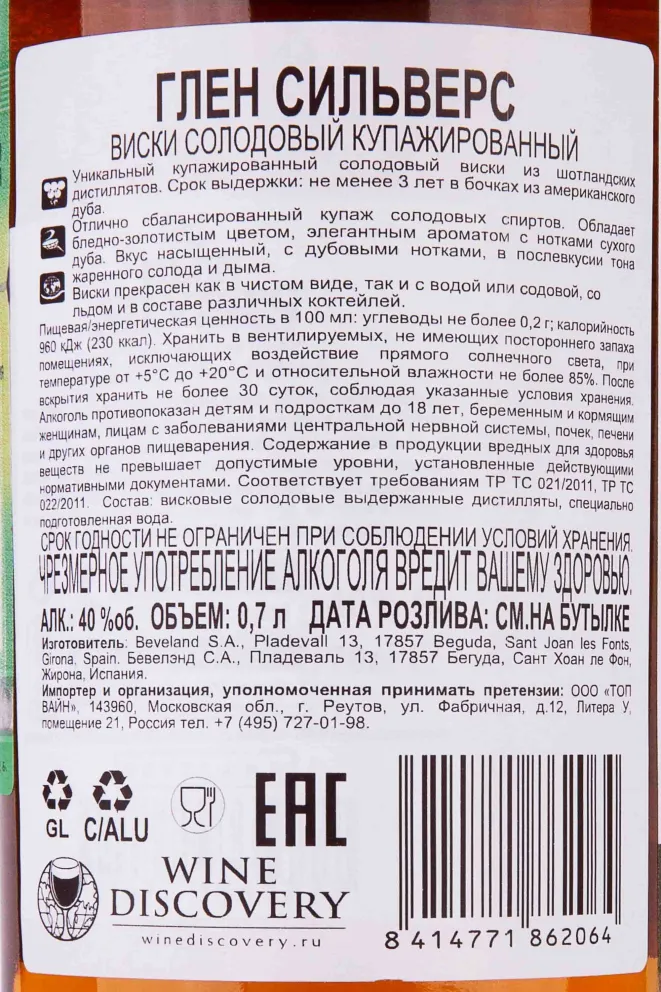 ГЛЕН СИЛЬВЕРС
ВИСКИ СОЛОДОВЫЙ КУПАЖИРОВАННЫЙ
Уникальный купажированный солодовый виски из шотландских
дистиллятов. Срок выдержки: не менее 3 лет в бочках из американского
дуба.
Отлично сбалансированный купаж солодовых спиртов. Обладает
бледно-золотистым цветом, элегантным ароматом с нотками сухого
дуба. Вкус насыщенный, с дубовыми нотками, в послевкусии тона
жаренного солода и дыма.
Виски прекрасен как в чистом виде, так и с водой или содовой, со
льдом и в составе различных коктейлей.
Пищевая/энергетическая ценность в 100 мл: углеводы не более 0,2 г; калорийность
960 кДж (230 ккал). Хранить в вентилируемых, не имеющих постороннего запаха
помещениях, исключающих воздействие прямого солнечного света, при
температуре от +5°С до +20°С и относительной влажности не более 85%. После
вскрытия хранить не более 30 суток, соблюдая указанные условия хранения.
Алкоголь противопоказан детям и подросткам до 18 лет, беременным и кормящим
женщинам, лицам с заболеваниями центральной нервной системы, почек, печени
и других органов пищеварения. Содержание в продукции вредных для здоровья
веществ не превышает допустимые уровни, установленные действующими
нормативными документами. Соответствует требованиям ТР ТС 021/2011, ТР ТС
022/2011. Состав: висковые солодовые выдержанные дистилляты, специально
подготовленная вода.
СРОК ГОДНОСТИ НЕ ОГРАНИЧЕН ПРИ СОБЛЮДЕНИИ УСЛОВИЙ ХРАНЕНИЯ.
ЧРЕЗМЕРНОЕ УПОТРЕБЛЕНИЕ АЛКОГОЛЯ ВРЕДИТ ВАШЕМУ ЗДОРОВЬЮ.
АЛК.: 40 %об. ОБЪЕМ: 0,7 л ДАТА РОЗЛИВА: СМ.НА БУТЫЛКЕ
Изготовитель: Beveland S.A., Pladevall 13, 17857 Beguda, Sant Joan les Fonts,
Girona, Spain. Бевелэнд С.А., Пладеваль 13, 17857 Бегуда, Сант Хоан ле Фон,
Жирона, Испания.
Импортер и организация, уполномоченная принимать претензии: ООО «ТОП
ВАЙН», 143960, Московская обл., г. Реутов, ул. Фабричная, д.12, Литера У,
помещение 21, Россия тел. +7 (495) 727-01-98.
GL C/ALU
EAC
WINE
DISCOVERY
winediscovery.ru
8 414771 862064